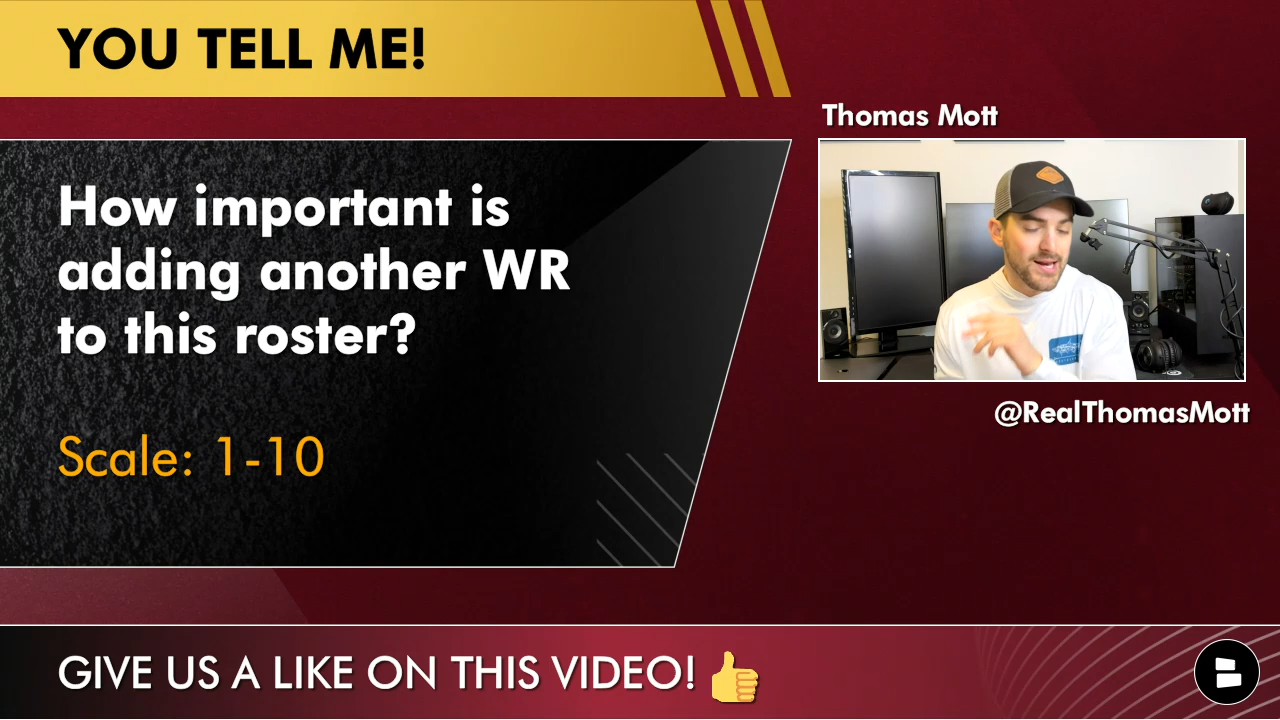 YOU TELL ME!
Thomas Mott
How important is
adding another WR
to this roster?
Scale: 1-10
@RealThomasMott
GIVE US A LIKE ON THIS VIDEO!